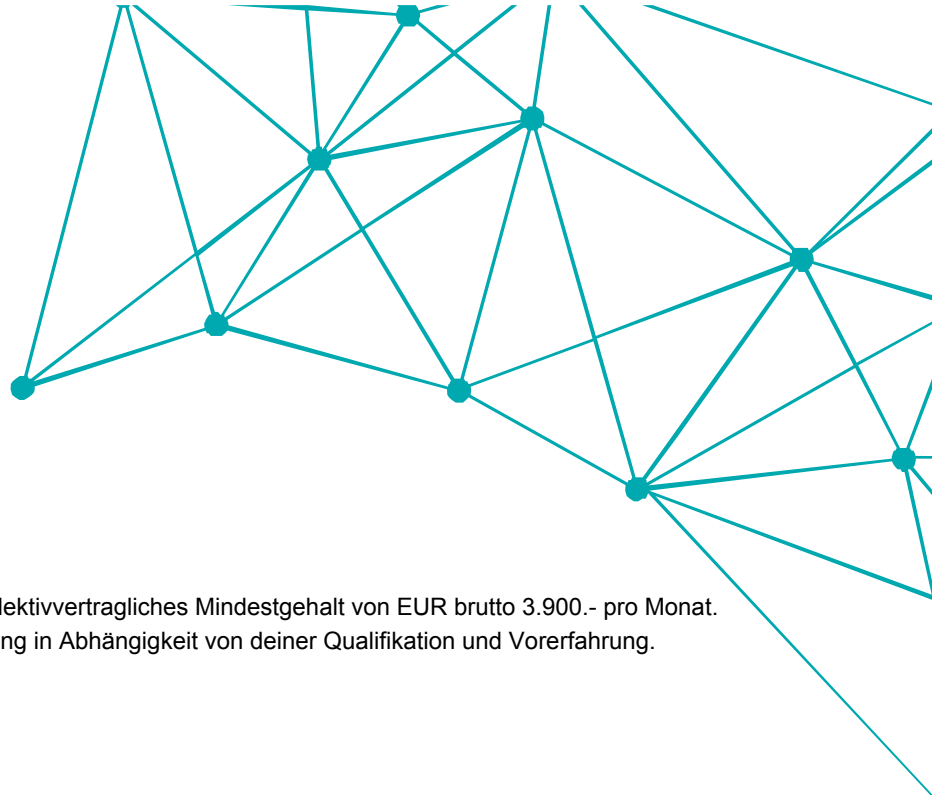 lektivvertragliches Mindestgehalt von EUR brutto 3.900.- pro Monat.
ng in Abhängigkeit von deiner Qualifikation und Vorerfahrung.